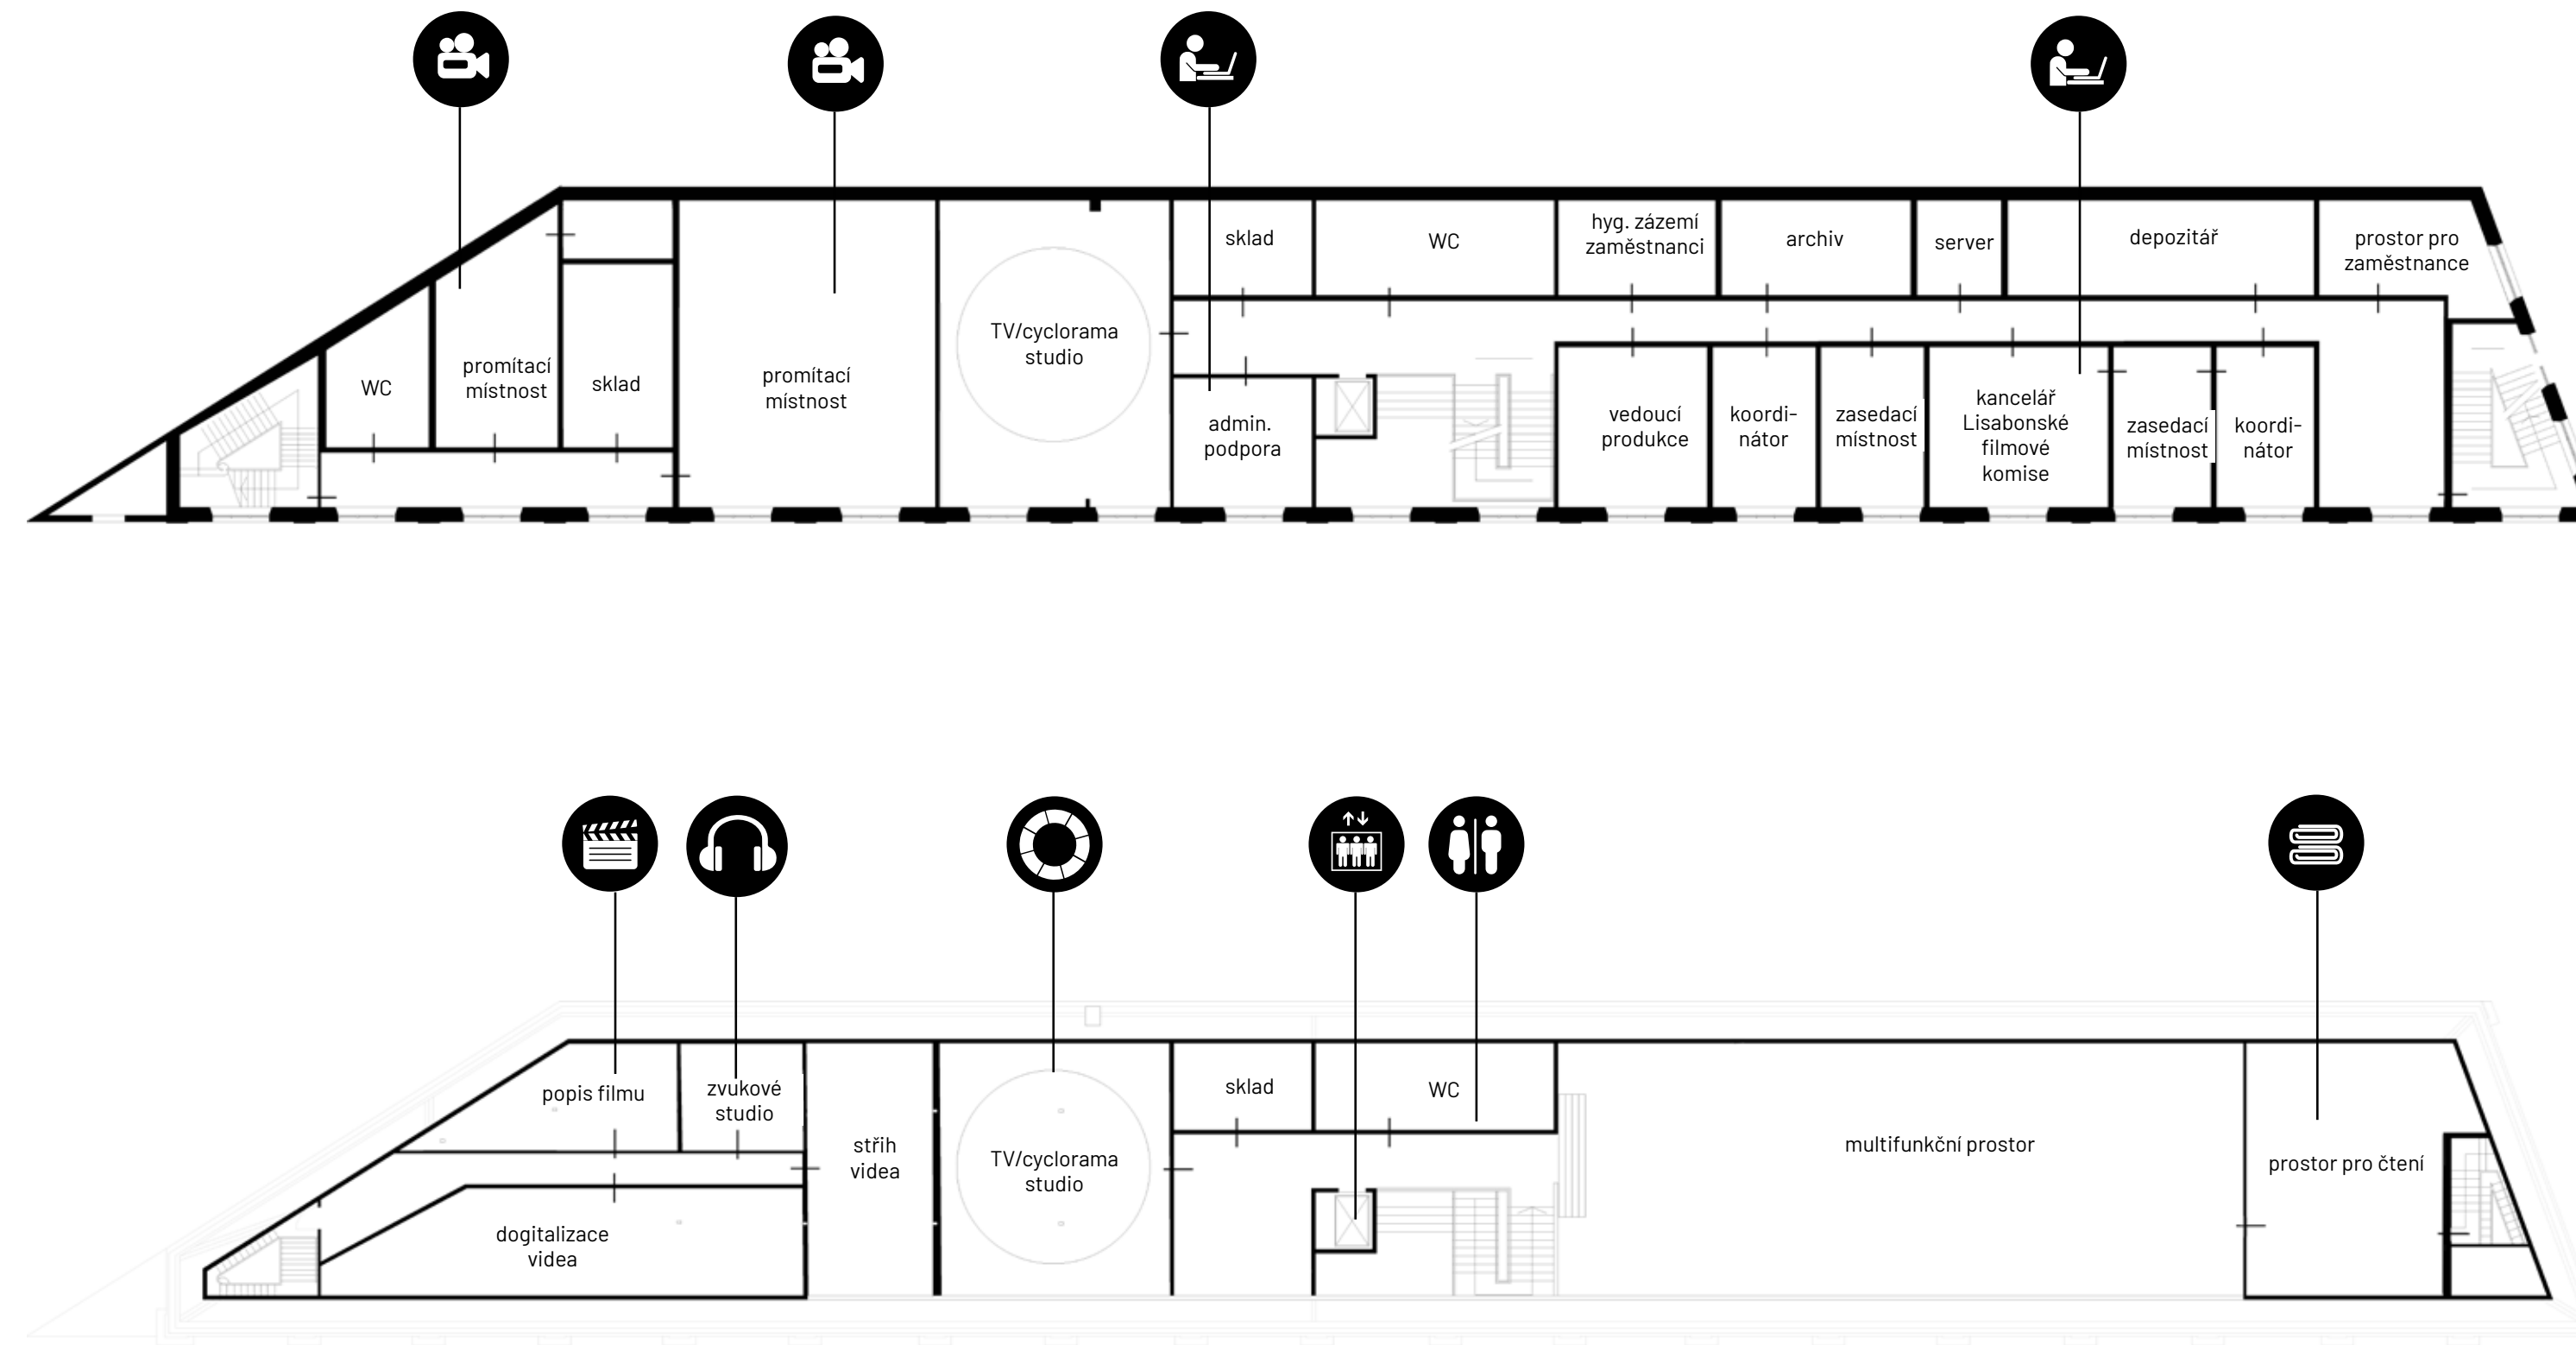 WC
promítací
místnost
sklad
promítací
místnost
TV/cyclorama
studio
sklad
WC
admin.
podpora
hyg. zázemí
zaměstnanci
archiv
server
depozitář
prostor pro
zaměstnance
vedoucí
produkce
koordi-
nátor
zasedací
místnost
kancelář
Lisabonské
filmové
komise
zasedací
místnost
koordi-
nátor
popis filmu
zvukové
studio
dogitalizace
videa
střih
videa
TV/cyclorama
studio
sklad
WC
multifunkční prostor
prostor pro čtení